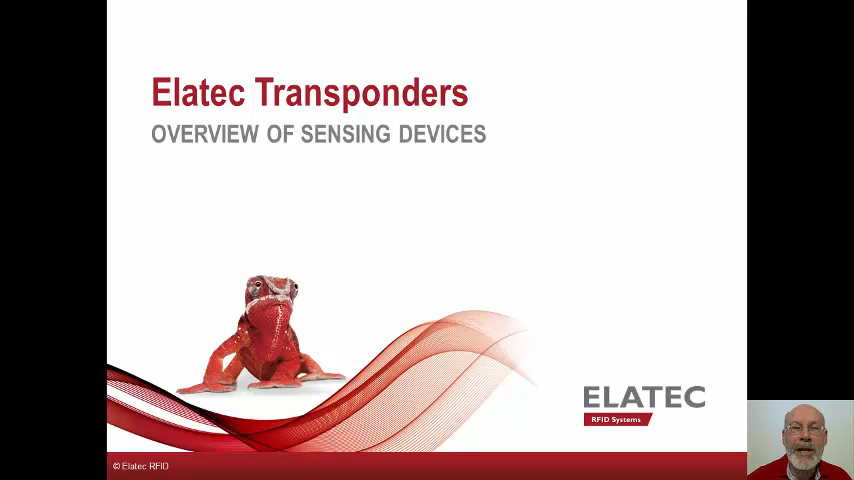 Elatec Transponders
OVERVIEW OF SENSING DEVICES
ELATEC
RFID Systems
© Elatec RFID